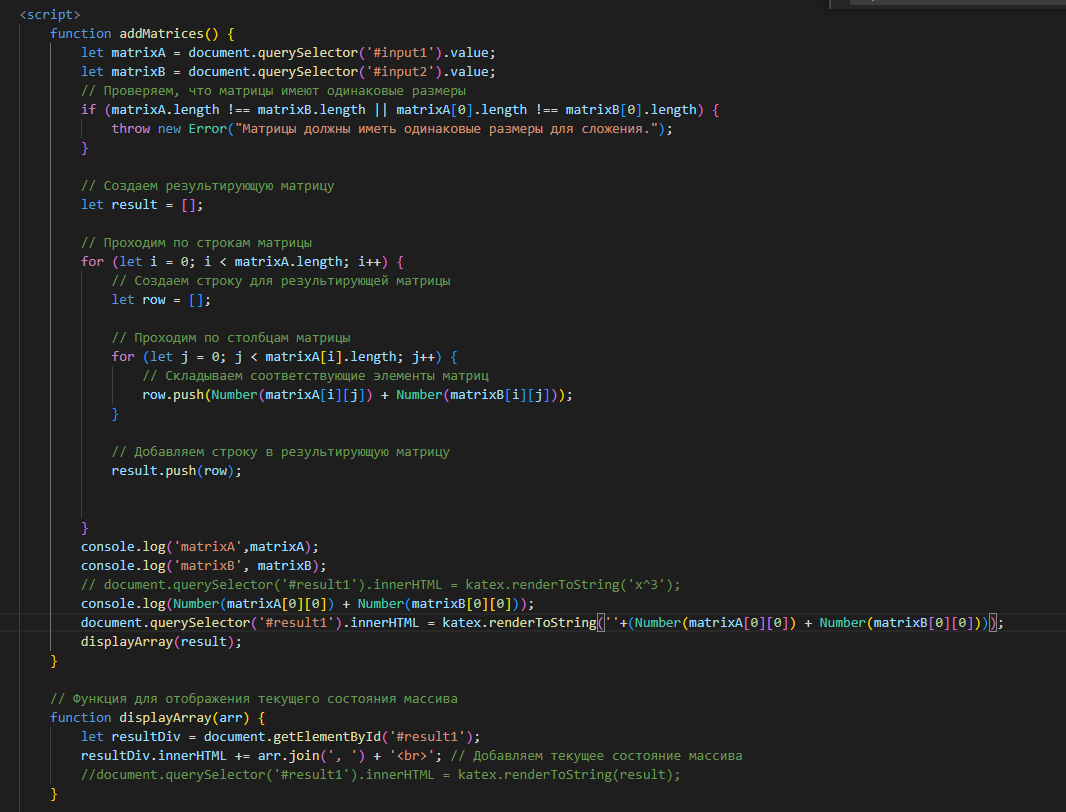 <script>
function addMatrices() {
let matrixA = document.querySelector('#input1').value;
let matrixB = document.querySelector('#input2').value;
// Проверяем, что матрицы имеют одинаковые размеры
if (matrixA.length !== matrixB.length || matrixA[0].length !== matrixB[0].length) {
throw new Error("Матрицы должны иметь одинаковые размеры для сложения.");
}
// Создаем результирующую матрицу
let result = [];
// Проходим по строкам матрицы
for (let i = 0; i < matrixA.length; i++) {
// Создаем строку для результирующей матрицы
let row = [];
// Проходим по столбцам матрицы
for (let j = 0; j < matrixA[i].length; j++) {
// Складываем соответствующие элементы матриц
row.push(Number(matrixA[i][j]) + Number(matrixB[i][j]));
}
// Добавляем строку в результирующую матрицу
result.push(row);
}
console.log('matrixA',matrixA);
console.log('matrixB', matrixB);
// document.querySelector('#result1').innerHTML = katex.renderToString('x^3');
console.log(Number(matrixA[0][0]) + Number(matrixB[0][0]));
document.querySelector('#result1').innerHTML = katex.renderToString(''+(Number(matrixA[0][0]) + Number(matrixB[0][0])));
displayArray(result);
}
// Функция для отображения текущего состояния массива
function displayArray(arr) {
let resultDiv = document.getElementById('#result1');
resultDiv.innerHTML += arr.join(', ') + '<br>'; // Добавляем текущее состояние массива
//document.querySelector('#result1').innerHTML = katex.renderToString(result);
}